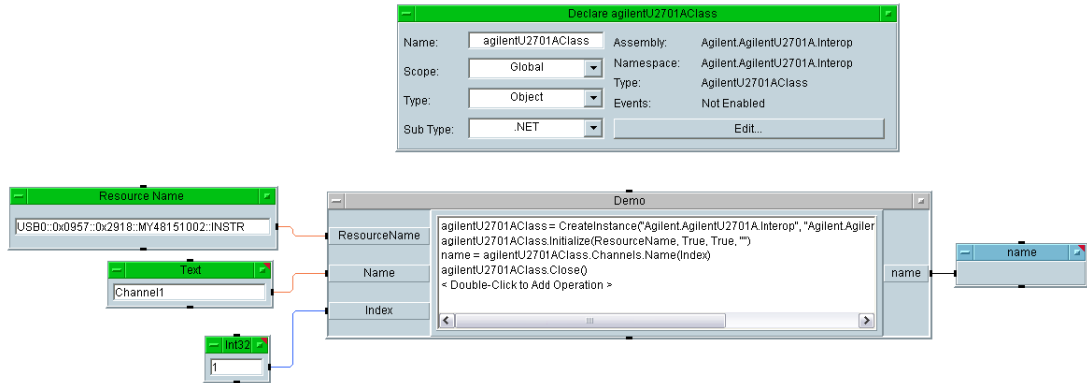 Declare agilentU2701AClass
Name: agilentU2701AClass Assembly: Agilent.AgilentU2701A.Interop
Scope: Global Namespace: Agilent.AgilentU2701A.Interop
Type: AgilentU2701AClass
Type: Object Events: Not Enabled
Sub Type: .NET Edit...
Resource Name
USB0::0x0957::0x2918::MY48151002::INSTR
Text
Channel1
Int32
1
Demo
ResourceName
Name
Index
agilentU2701AClass = CreateInstance("Agilent.AgilentU2701A.Interop", "Agilent.Agilen
agilentU2701AClass.Initialize(ResourceName, True, True, "")
name = agilentU2701AClass.Channels.Name(Index)
agilentU2701AClass.Close()
< Double-Click to Add Operation >
name
name